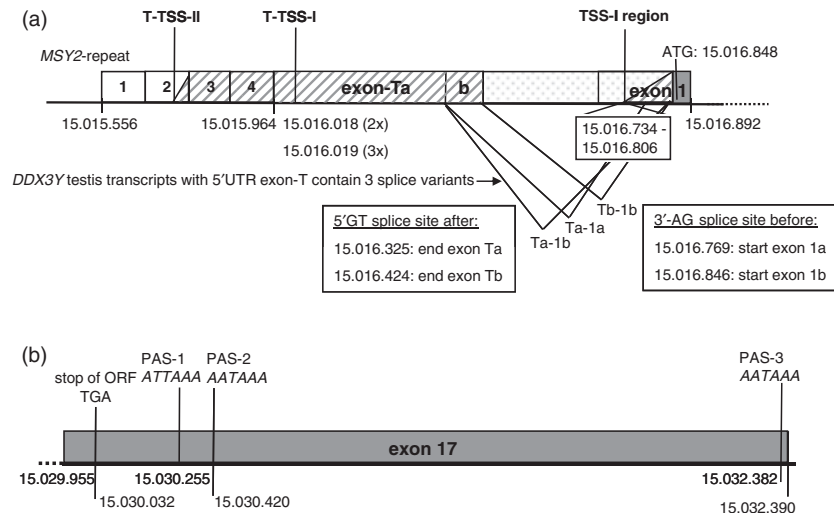 (a)
T-TSS-II
T-TSS-I
TSS-I region
MSY2-repeat
ATG: 15.016.848
1
2
3
4
exon-Ta
b
exon 1
15.015.556
15.015.964
15.016.018 (2x)
15.016.019 (3x)
15.016.734 -
15.016.806
15.016.892
DDX3Y testis transcripts with 5′UTR exon-T contain 3 splice variants
Tb-1b
Ta-1a
Ta-1b
5′GT splice site after:
15.016.325: end exon Ta
15.016.424: end exon Tb
3′-AG splice site before:
15.016.769: start exon 1a
15.016.846: start exon 1b
(b)
PAS-1
PAS-2
PAS-3
stop of ORF
ATTAAA
AATAAA
AATAAA
TGA
exon 17
15.029.955
15.030.255
15.032.382
15.030.032
15.030.420
15.032.390